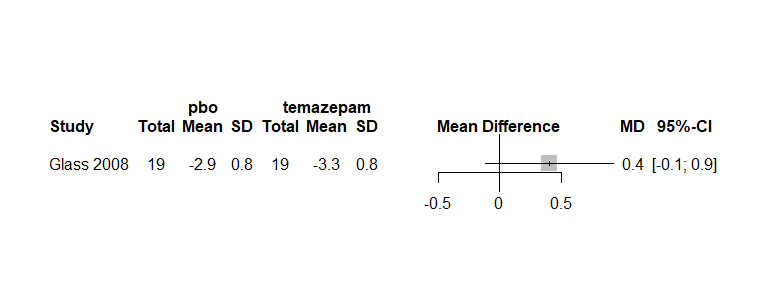 pbo temazepam
Study Total Mean SD Total Mean SD Mean Difference MD 95%-CI
Glass 2008 19 -2.9 0.8 19 -3.3 0.8 0.4 [-0.1; 0.9]
-0.5 0 0.5